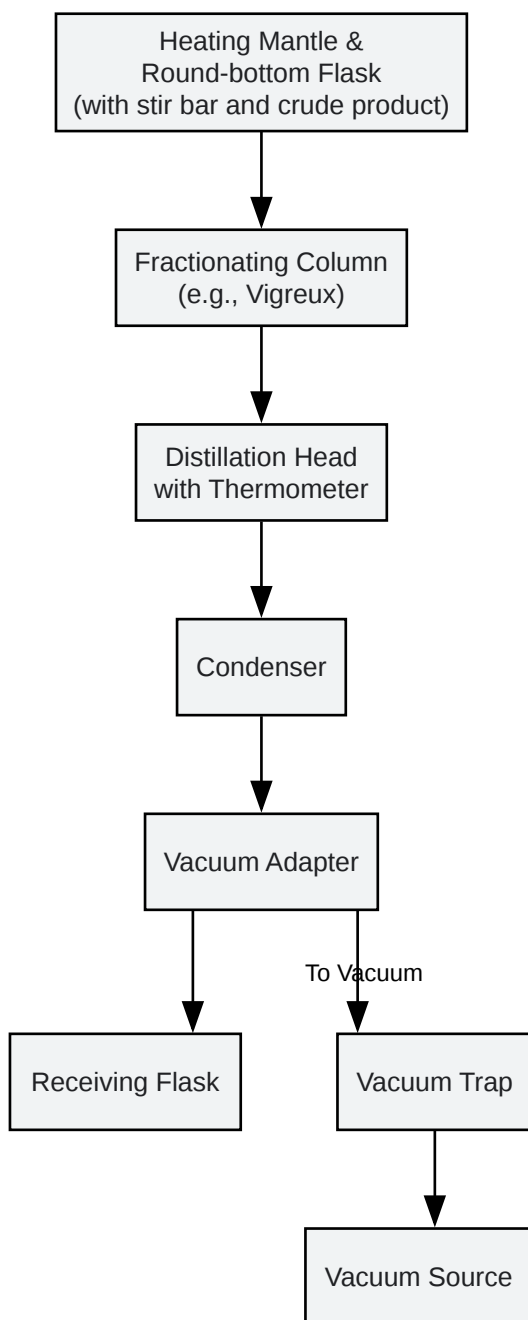 Heating Mantle &
Round-bottom Flask
(with stir bar and crude product)
Fractionating Column
(e.g., Vigreux)
Distillation Head
with Thermometer
Condenser
Vacuum Adapter
To Vacuum
Receiving Flask
Vacuum Trap
Vacuum Source